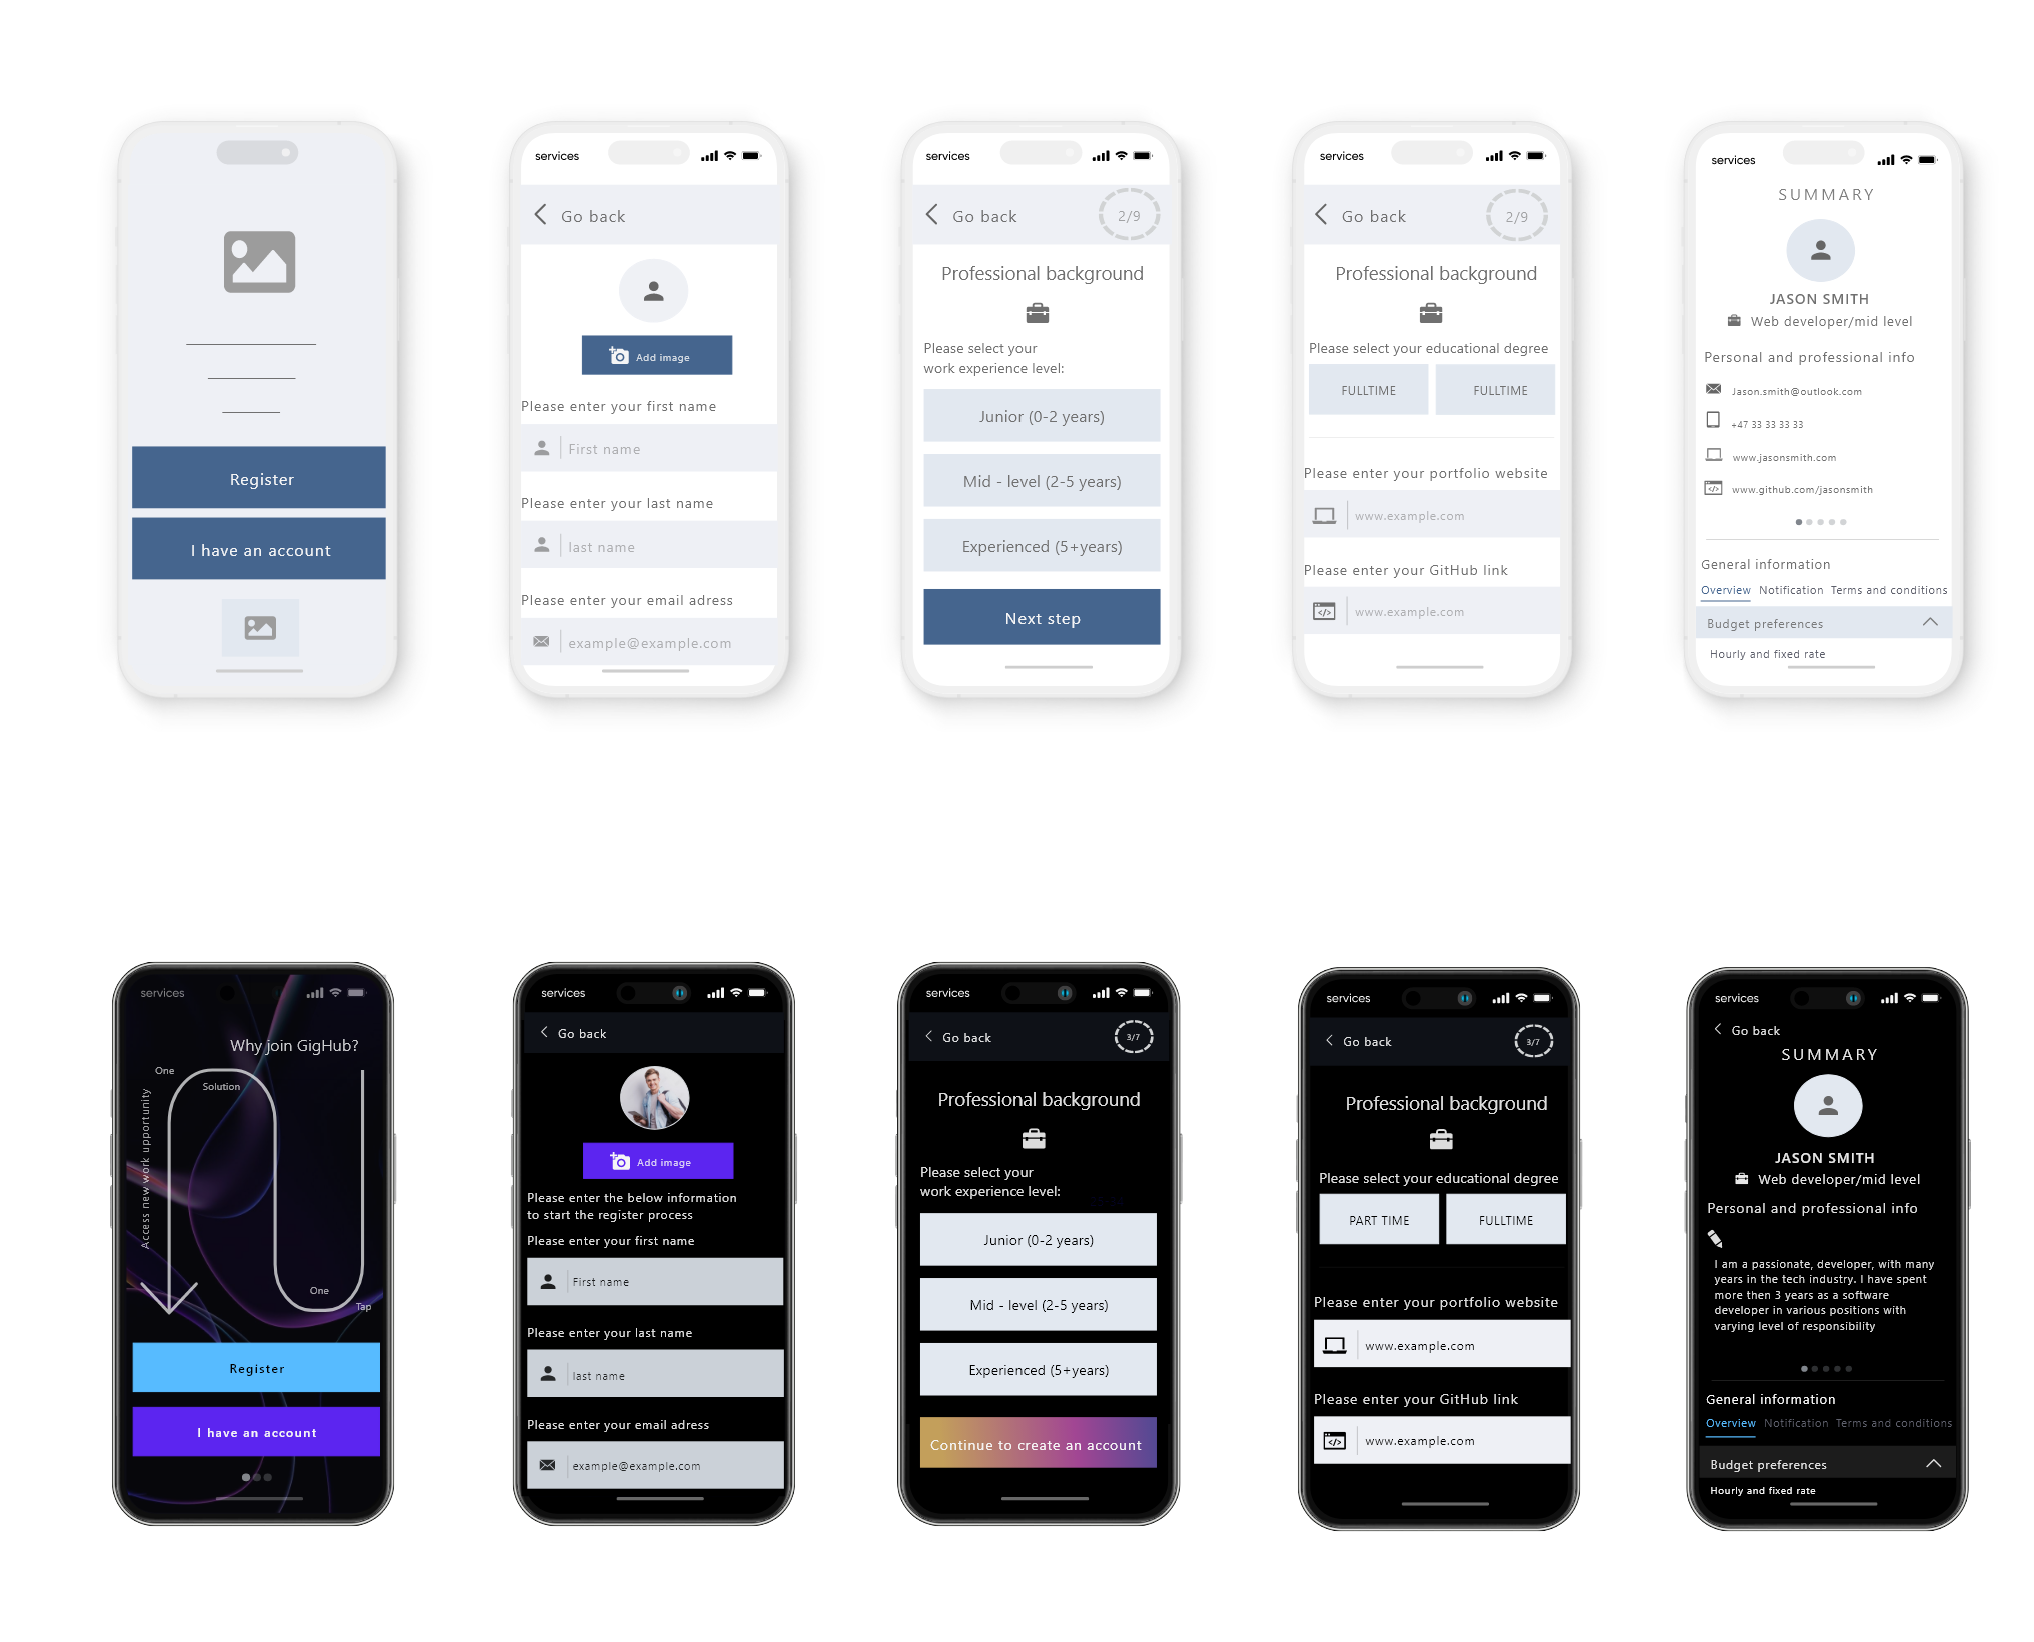 Register
I have an account
services
Go back
Add image
Please enter your first name
First name
Please enter your last name
last name
Please enter your email adress
example@example.com
services
Go back
2/9
Professional background
Please select your
work experience level:
Junior (0-2 years)
Mid - level (2-5 years)
Experienced (5+years)
Next step
services
Go back
2/9
Professional background
Please select your educational degree
FULLTIME
FULLTIME
Please enter your portfolio website
www.example.com
Please enter your GitHub link
www.example.com
services
SUMMARY
JASON SMITH
Web developer/mid level
Personal and professional info
Jason.smith@outlook.com
+47 33 33 33 33
www.jasonsmith.com
www.github.com/jasonsmith
General information
Overview Notification Terms and conditions
Budget preferences
Hourly and fixed rate
services
Why join GigHub?
One
Solution
Access new work upportunity
One
Tap
Register
I have an account
services
Go back
Add image
Please enter the below information
to start the register process
Please enter your first name
First name
Please enter your last name
last name
Please enter your email adress
example@example.com
services
Go back
3/7
Professional background
Please select your
work experience level:
Junior (0-2 years)
Mid - level (2-5 years)
Experienced (5+years)
Continue to create an account
services
Go back
3/7
Professional background
Please select your educational degree
PART TIME
FULLTIME
Please enter your portfolio website
www.example.com
Please enter your GitHub link
www.example.com
services
Go back
SUMMARY
JASON SMITH
Web developer/mid level
Personal and professional info
I am a passionate, developer, with many
years in the tech industry. I have spent
more then 3 years as a software
developer in various positions with
varying level of responsibility
General information
Overview Notification Terms and conditions
Budget preferences
Hourly and fixed rate